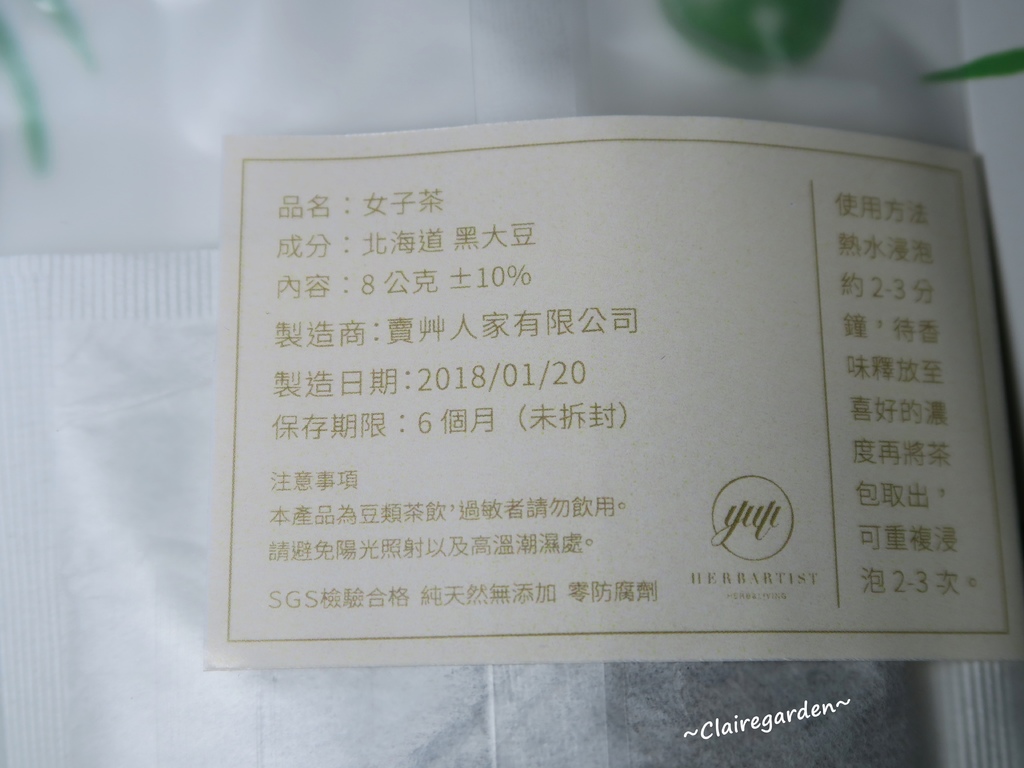 品名：女子茶
成分：北海道 黑大豆
內容：8 公克 ±10%
製造商：賣艸人家有限公司
製造日期：2018/01/20
保存期限：6 個月（未拆封）
注意事項
本產品為豆類茶飲，過敏者請勿飲用。
請避免陽光照射以及高溫潮濕處。
SGS檢驗合格 純天然無添加 零防腐劑
yuyi
HERBARTIST
使用方法
熱水浸泡
約 2-3 分
鐘，待香
味釋放至
喜好的濃
度再將茶
包取出，
可重複浸
泡 2-3 次。
~Clairegarden~